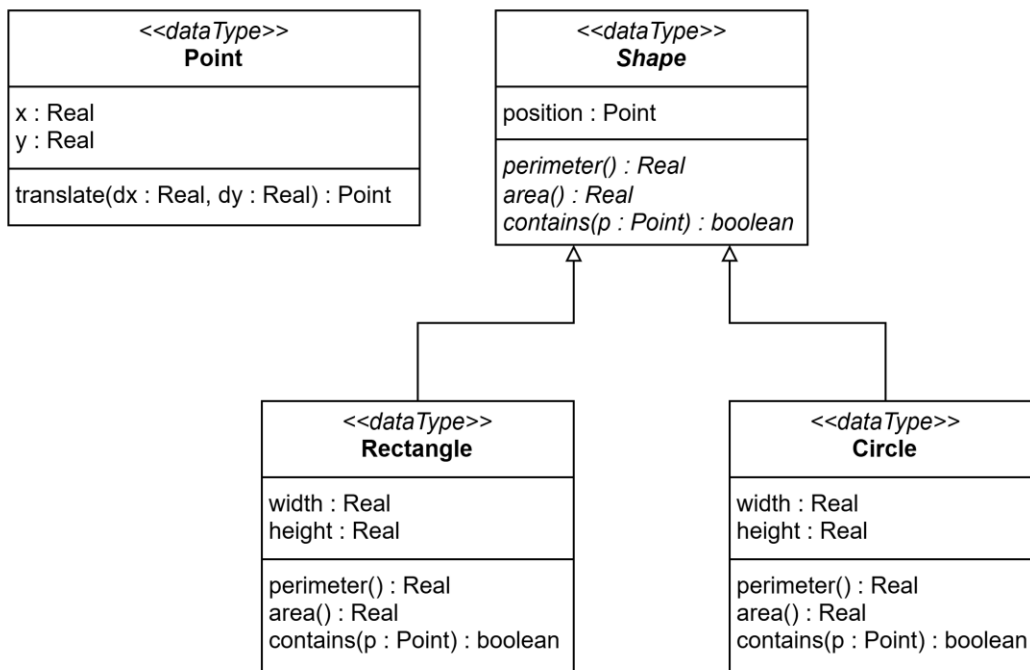 <<dataType>>
Point
x : Real
y : Real
translate(dx : Real, dy : Real) : Point
<<dataType>>
Shape
position : Point
perimeter() : Real
area() : Real
contains(p : Point) : boolean
<<dataType>>
Rectangle
width : Real
height : Real
perimeter() : Real
area() : Real
contains(p : Point) : boolean
<<dataType>>
Circle
width : Real
height : Real
perimeter() : Real
area() : Real
contains(p : Point) : boolean